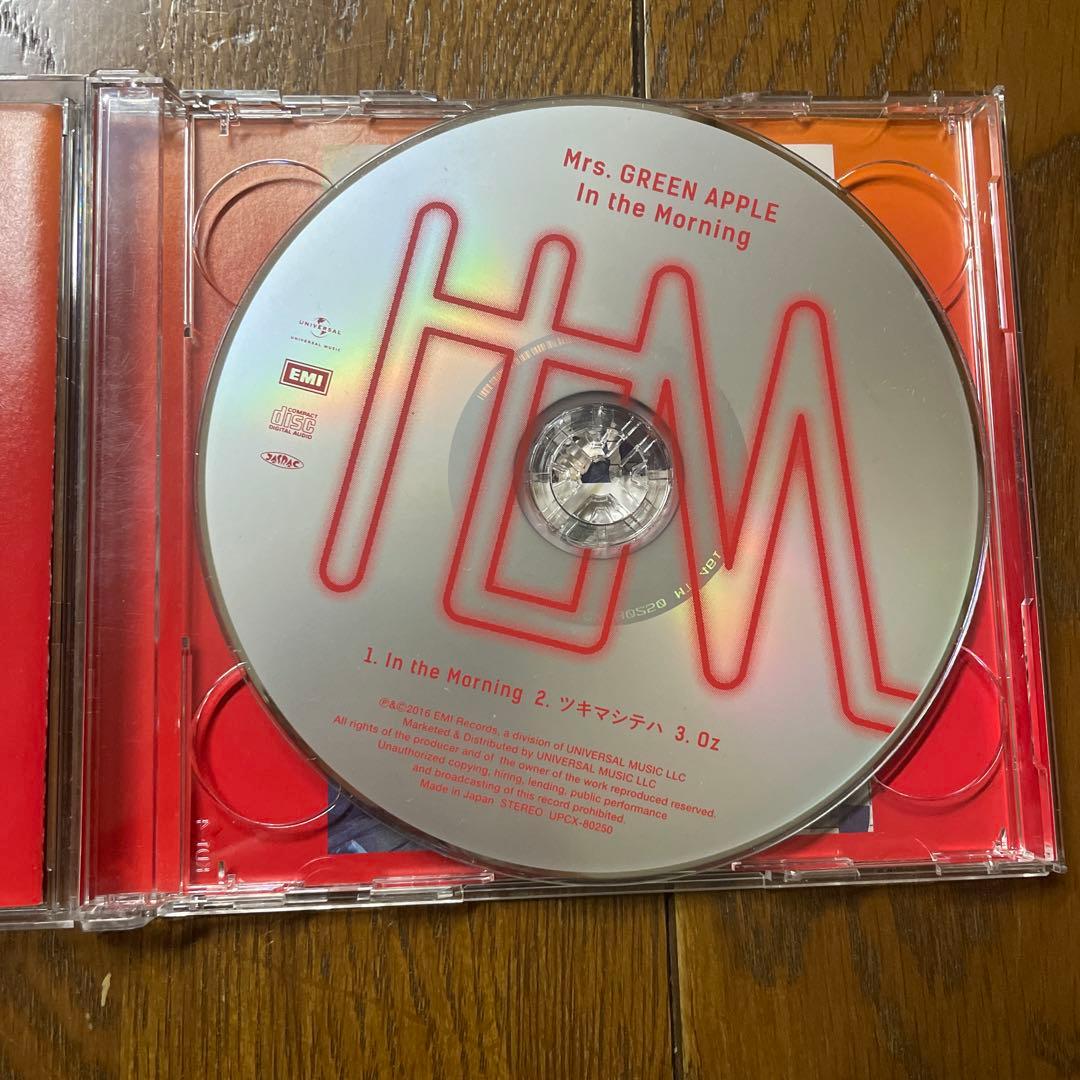 Mrs. GREEN APPLE
In the Morning
UNIVERSAL
UNIVERSAL MUSIC
EMI
COMPACT
disc
DIGITAL AUDIO
JASRAC
1. In the Morning 2. ツキマシテハ 3. Oz
℗&©2016 EMI Records, a division of UNIVERSAL MUSIC LLC
Marketed & Distributed by UNIVERSAL MUSIC LLC
All rights of the producer and of the owner of the work reproduced reserved.
Unauthorized copying, hiring, lending, public performance
and broadcasting of this record prohibited.
Made in Japan STEREO UPCX-80250